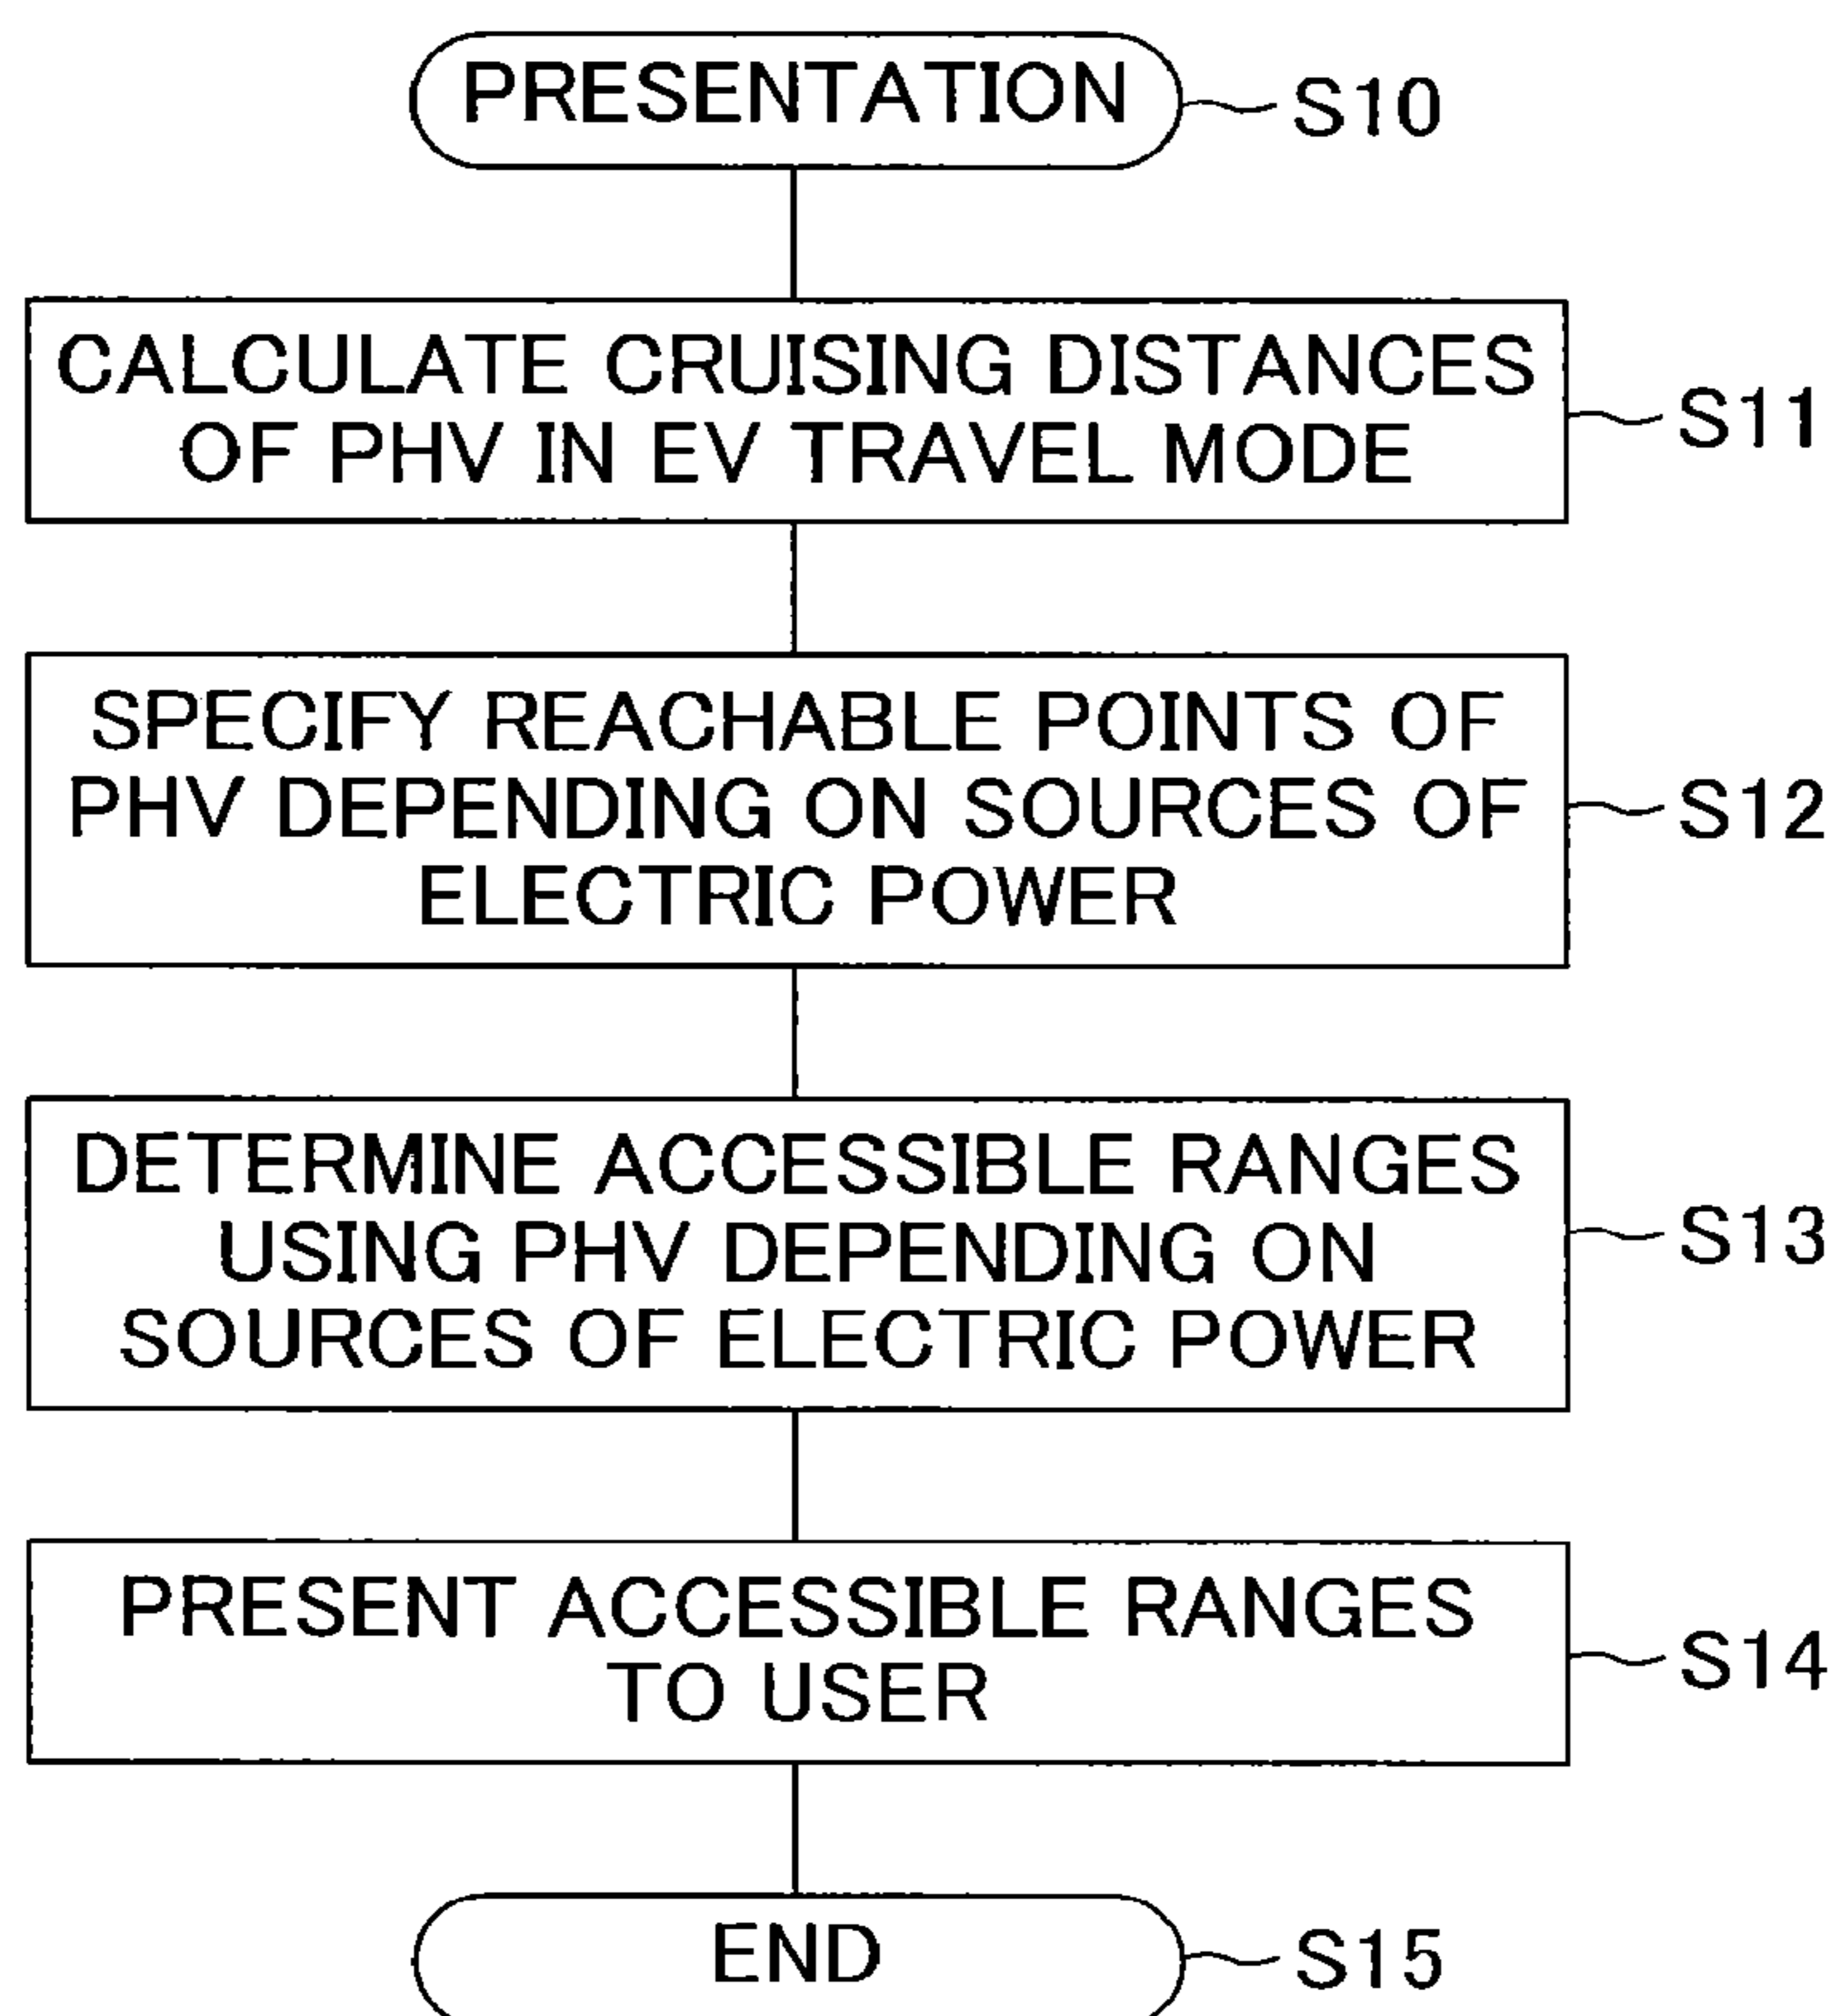 PRESENTATION
S10
CALCULATE CRUISING DISTANCES
OF PHV IN EV TRAVEL MODE
S11
SPECIFY REACHABLE POINTS OF
PHV DEPENDING ON SOURCES OF
ELECTRIC POWER
S12
DETERMINE ACCESSIBLE RANGES
USING PHV DEPENDING ON
SOURCES OF ELECTRIC POWER
S13
PRESENT ACCESSIBLE RANGES
TO USER
S14
END
S15